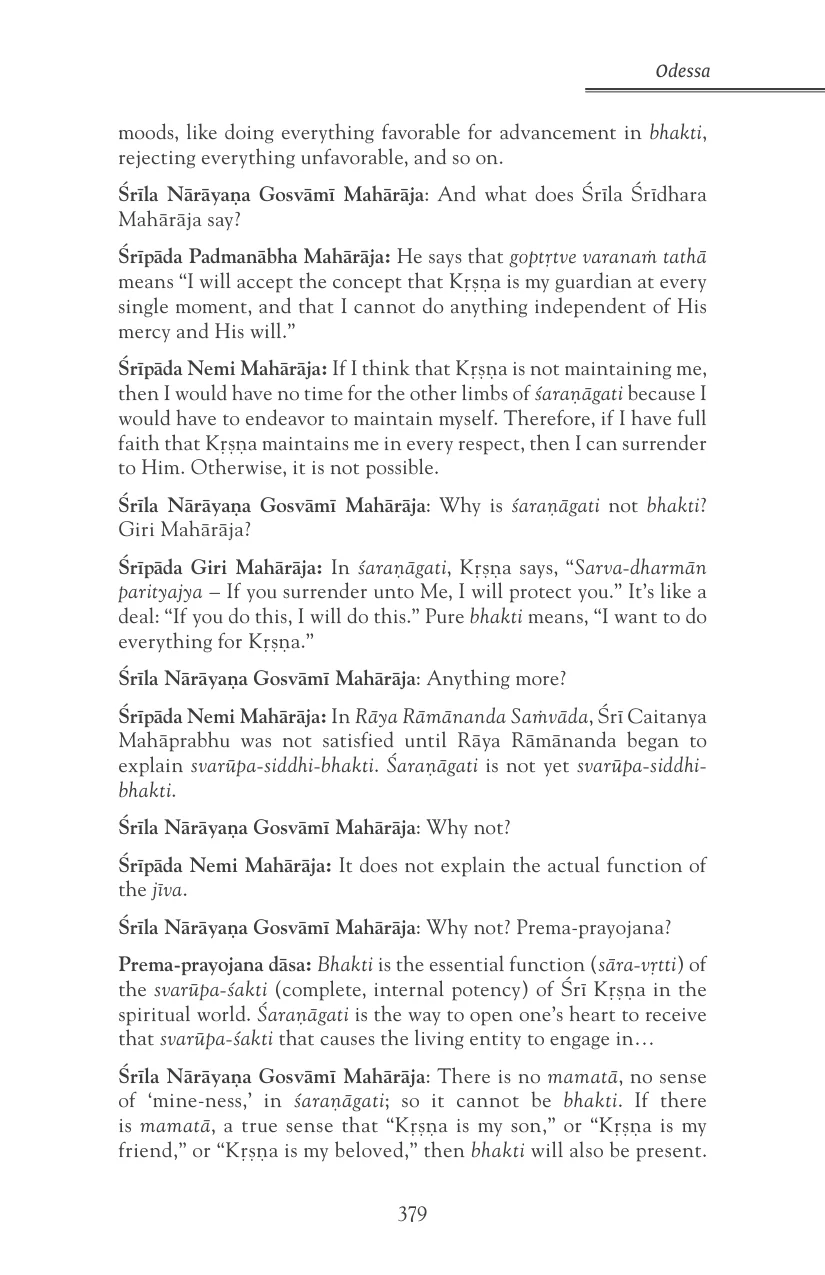 Odessa
moods, like doing everything favorable for advancement in bhakti,
rejecting everything unfavorable, and so on.
Śrīla Nārāyaṇa Gosvāmī Mahārāja: And what does Śrīla Śrīdhara
Mahārāja say?
Śrīpāda Padmanābha Mahārāja: He says that goptṛtve varanaṁ tathā
means “I will accept the concept that Kṛṣṇa is my guardian at every
single moment, and that I cannot do anything independent of His
mercy and His will.”
Śrīpāda Nemi Mahārāja: If I think that Kṛṣṇa is not maintaining me,
then I would have no time for the other limbs of śaraṇāgati because I
would have to endeavor to maintain myself. Therefore, if I have full
faith that Kṛṣṇa maintains me in every respect, then I can surrender
to Him. Otherwise, it is not possible.
Śrīla Nārāyaṇa Gosvāmī Mahārāja: Why is śaraṇāgati not bhakti?
Giri Mahārāja?
Śrīpāda Giri Mahārāja: In śaraṇāgati, Kṛṣṇa says, “Sarva-dharmān
parityajya – If you surrender unto Me, I will protect you.” It’s like a
deal: “If you do this, I will do this.” Pure bhakti means, “I want to do
everything for Kṛṣṇa.”
Śrīla Nārāyaṇa Gosvāmī Mahārāja: Anything more?
Śrīpāda Nemi Mahārāja: In Rāya Rāmānanda Saṁvāda, Śrī Caitanya
Mahāprabhu was not satisfied until Rāya Rāmānanda began to
explain svarūpa-siddhi-bhakti. Śaraṇāgati is not yet svarūpa-siddhi-
bhakti.
Śrīla Nārāyaṇa Gosvāmī Mahārāja: Why not?
Śrīpāda Nemi Mahārāja: It does not explain the actual function of
the jīva.
Śrīla Nārāyaṇa Gosvāmī Mahārāja: Why not? Prema-prayojana?
Prema-prayojana dāsa: Bhakti is the essential function (sāra-vṛtti) of
the svarūpa-śakti (complete, internal potency) of Śrī Kṛṣṇa in the
spiritual world. Śaraṇāgati is the way to open one’s heart to receive
that svarūpa-śakti that causes the living entity to engage in…
Śrīla Nārāyaṇa Gosvāmī Mahārāja: There is no mamatā, no sense
of ‘mine-ness,’ in śaraṇāgati; so it cannot be bhakti. If there
is mamatā, a true sense that “Kṛṣṇa is my son,” or “Kṛṣṇa is my
friend,” or “Kṛṣṇa is my beloved,” then bhakti will also be present.
379